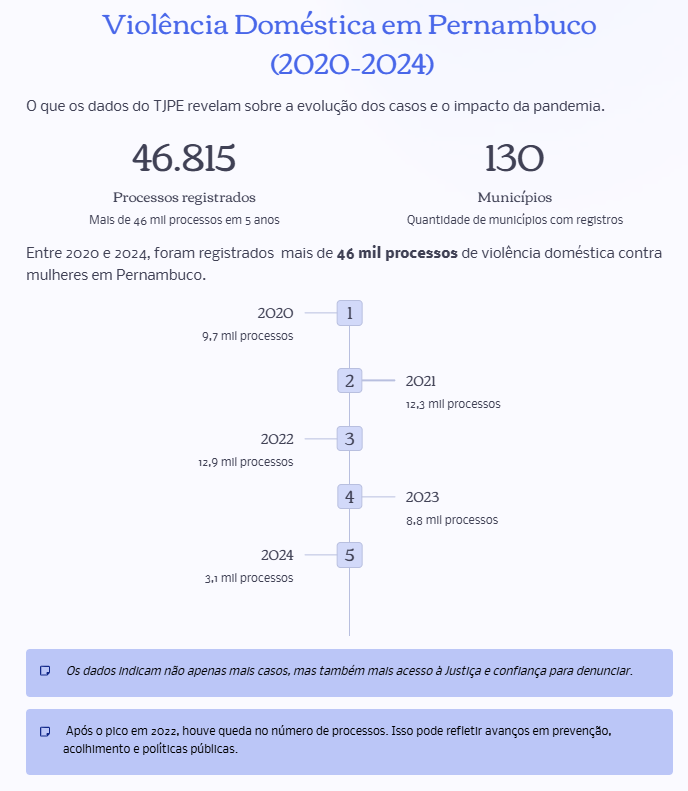 Violência Doméstica em Pernambuco
(2020-2024)
O que os dados do TJPE revelam sobre a evolução dos casos e o impacto da pandemia.
46.815
Processos registrados
Mais de 46 mil processos em 5 anos
130
Municípios
Quantidade de municípios com registros
Entre 2020 e 2024, foram registrados mais de 46 mil processos de violência doméstica contra
mulheres em Pernambuco.
1
2020
9,7 mil processos
2
2021
12,3 mil processos
3
2022
12,9 mil processos
4
2023
8,8 mil processos
5
2024
3,1 mil processos
Os dados indicam não apenas mais casos, mas também mais acesso à Justiça e confiança para denunciar.
Após o pico em 2022, houve queda no número de processos. Isso pode refletir avanços em prevenção,
acolhimento e políticas públicas.